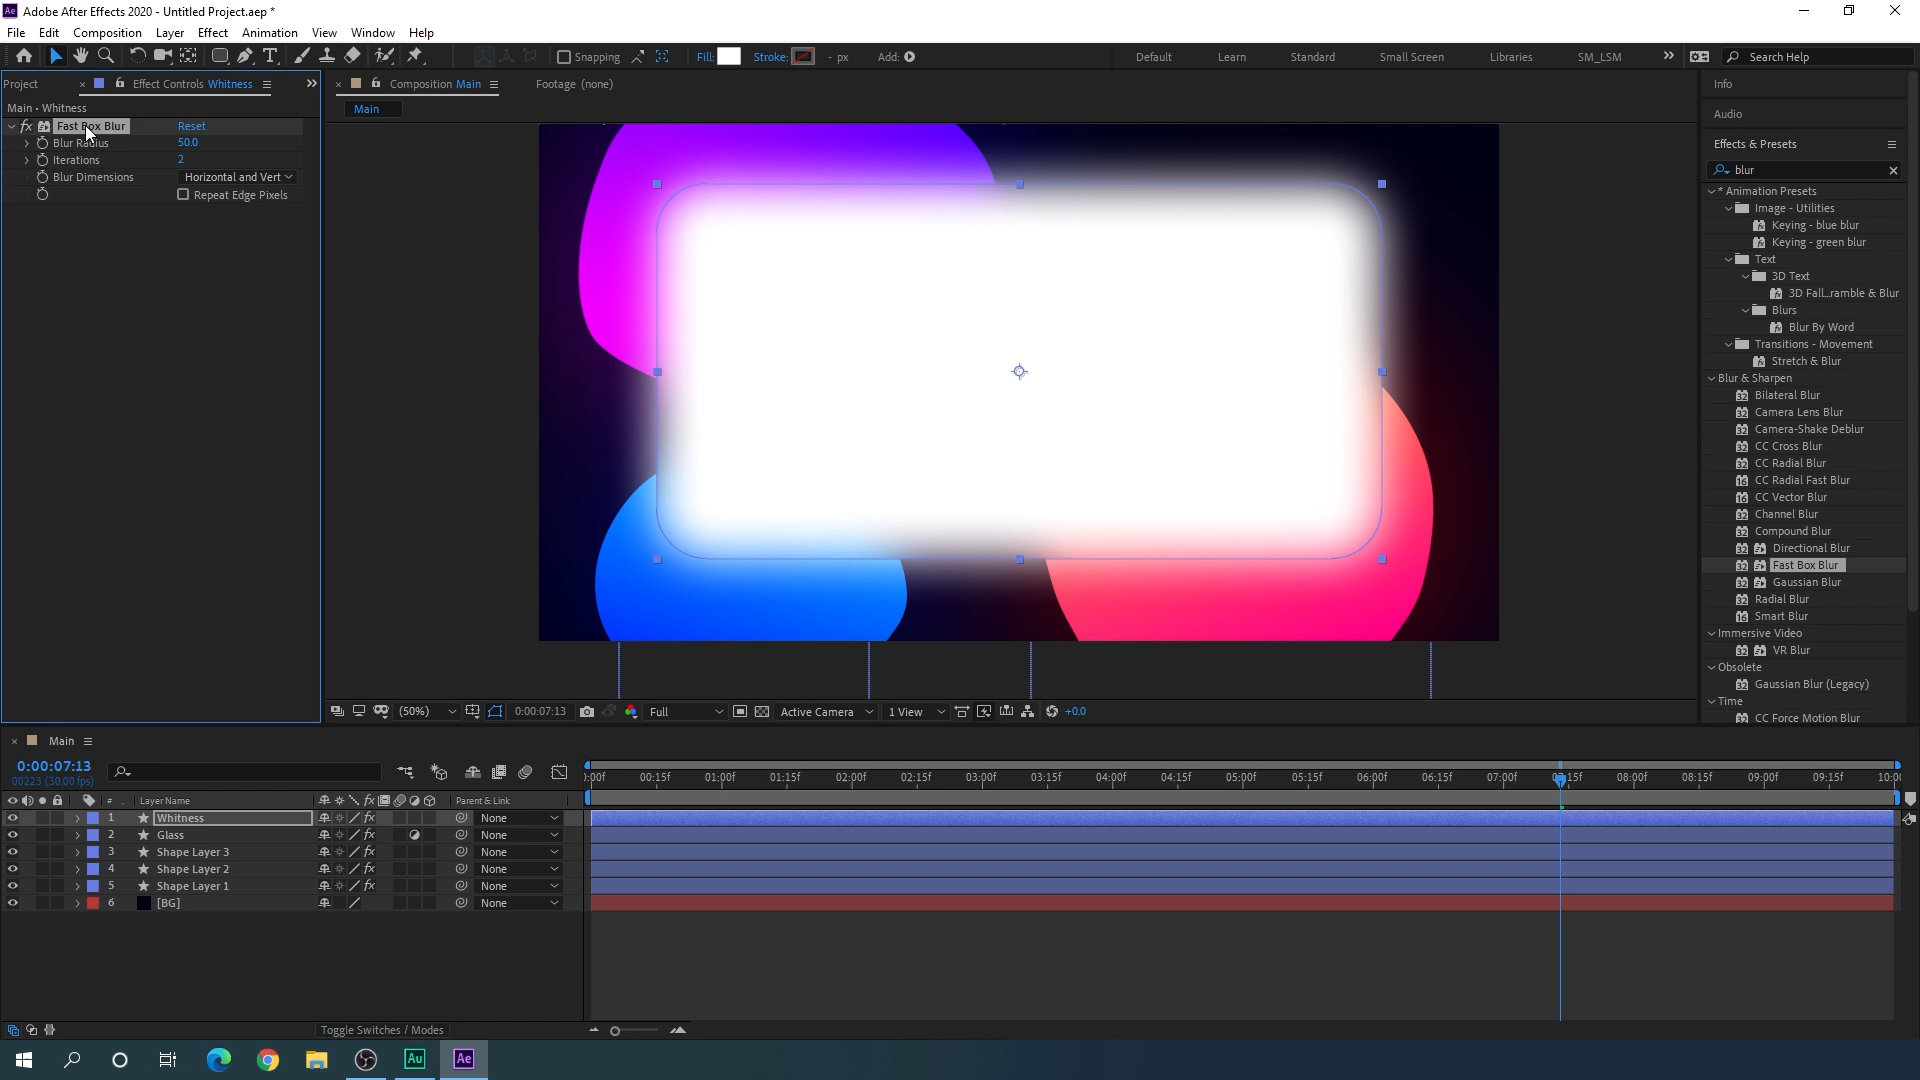 Adobe After Effects 2020 - Untitled Project.aep *
File Edit Composition Layer Effect Animation View Window Help
Snapping Fill: Stroke: - px Add: Default Learn Standard Small Screen Libraries SM_LSM Search Help
Project Effect Controls Whitness
Main • Whitness
fx Fast Box Blur Reset
Blur Radius 50.0
Iterations 2
Blur Dimensions Horizontal and Vert
Repeat Edge Pixels
Composition Main Footage (none)
Main
(50%) 0:00:07:13 Full Active Camera 1 View +0.0
Info
Audio
Effects & Presets
blur
* Animation Presets
Image - Utilities
Keying - blue blur
Keying - green blur
Text
3D Text
3D Fall...ramble & Blur
Blurs
Blur By Word
Transitions - Movement
Stretch & Blur
Blur & Sharpen
Bilateral Blur
Camera Lens Blur
Camera-Shake Deblur
CC Cross Blur
CC Radial Blur
CC Radial Fast Blur
CC Vector Blur
Channel Blur
Compound Blur
Directional Blur
Fast Box Blur
Gaussian Blur
Radial Blur
Smart Blur
Immersive Video
VR Blur
Obsolete
Gaussian Blur (Legacy)
Time
CC Force Motion Blur
Main
0:00:07:13
00223 (30.00 fps)
):00f 00:15f 01:00f 01:15f 02:00f 02:15f 03:00f 03:15f 04:00f 04:15f 05:00f 05:15f 06:00f 06:15f 07:00f 07:15f 08:00f 08:15f 09:00f 09:15f 10:00
# Layer Name Parent & Link
1 Whitness None
2 Glass None
3 Shape Layer 3 None
4 Shape Layer 2 None
5 Shape Layer 1 None
6 [BG] None
Toggle Switches / Modes
Au Ae